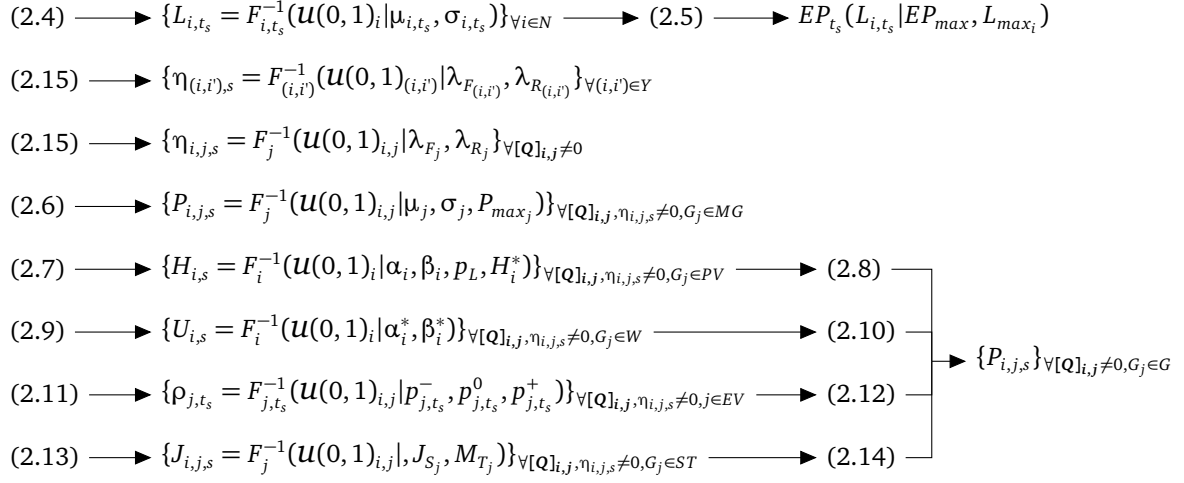 (2.4) ⟶ {L_{i,t_s} = F^{-1}_{i,t_s}(𝒰(0,1)_i|μ_{i,t_s}, σ_{i,t_s})}_{∀i∈N} ⟶ (2.5) ⟶ EP_{t_s}(L_{i,t_s}|EP_{max}, L_{max_i})
(2.15) ⟶ {η_{(i,i'),s} = F^{-1}_{(i,i')}(𝒰(0,1)_{(i,i')}|λ_{F_{(i,i')}}, λ_{R_{(i,i')}}}_{∀(i,i')∈Y}
(2.15) ⟶ {η_{i,j,s} = F^{-1}_j(𝒰(0,1)_{i,j}|λ_{F_j}, λ_{R_j}}_{∀[Q]_{i,j}≠0}
(2.6) ⟶ {P_{i,j,s} = F^{-1}_j(𝒰(0,1)_{i,j}|μ_j, σ_j, P_{max_j})}_{∀[Q]_{i,j},η_{i,j,s}≠0,G_j∈MG}
(2.7) ⟶ {H_{i,s} = F^{-1}_i(𝒰(0,1)_i|α_i, β_i, p_L, H^*_i)}_{∀[Q]_{i,j},η_{i,j,s}≠0,G_j∈PV} ⟶ (2.8)
(2.9) ⟶ {U_{i,s} = F^{-1}_i(𝒰(0,1)_i|α^*_i, β^*_i)}_{∀[Q]_{i,j},η_{i,j,s}≠0,G_j∈W} ⟶ (2.10)
(2.11) ⟶ {ρ_{j,t_s} = F^{-1}_{j,t_s}(𝒰(0,1)_{i,j}|p^-_{j,t_s}, p^0_{j,t_s}, p^+_{j,t_s})}_{∀[Q]_{i,j},η_{i,j,s}≠0,j∈EV} ⟶ (2.12)
(2.13) ⟶ {J_{i,j,s} = F^{-1}_j(𝒰(0,1)_{i,j}|,J_{S_j}, M_{T_j})}_{∀[Q]_{i,j},η_{i,j,s}≠0,G_j∈ST} ⟶ (2.14)
{P_{i,j,s}}_{∀[Q]_{i,j}≠0,G_j∈G}